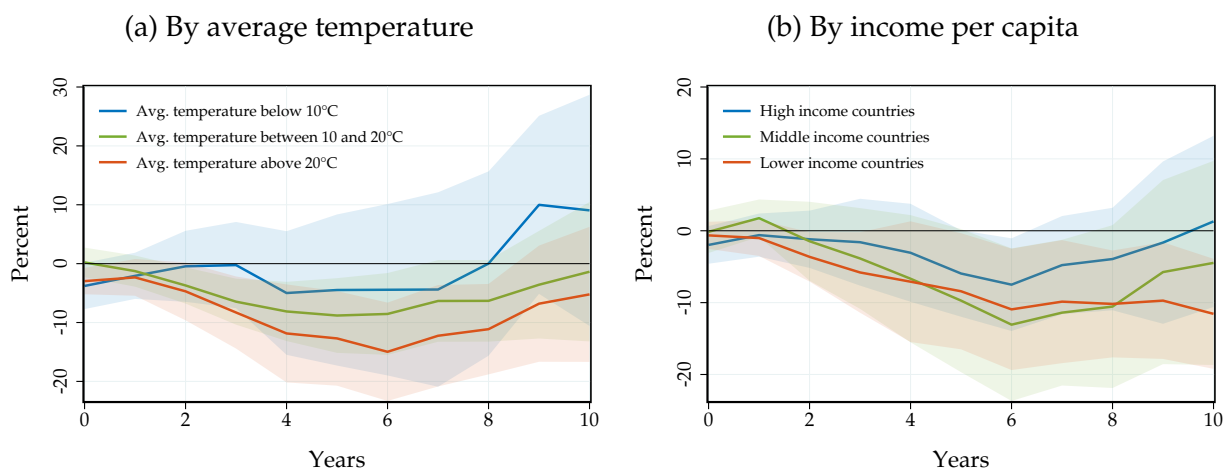 (a) By average temperature
Percent
30
20
10
0
-10
-20
Avg. temperature below 10°C
Avg. temperature between 10 and 20°C
Avg. temperature above 20°C
0 2 4 6 8 10
Years
(b) By income per capita
Percent
20
10
0
-10
-20
High income countries
Middle income countries
Lower income countries
0 2 4 6 8 10
Years